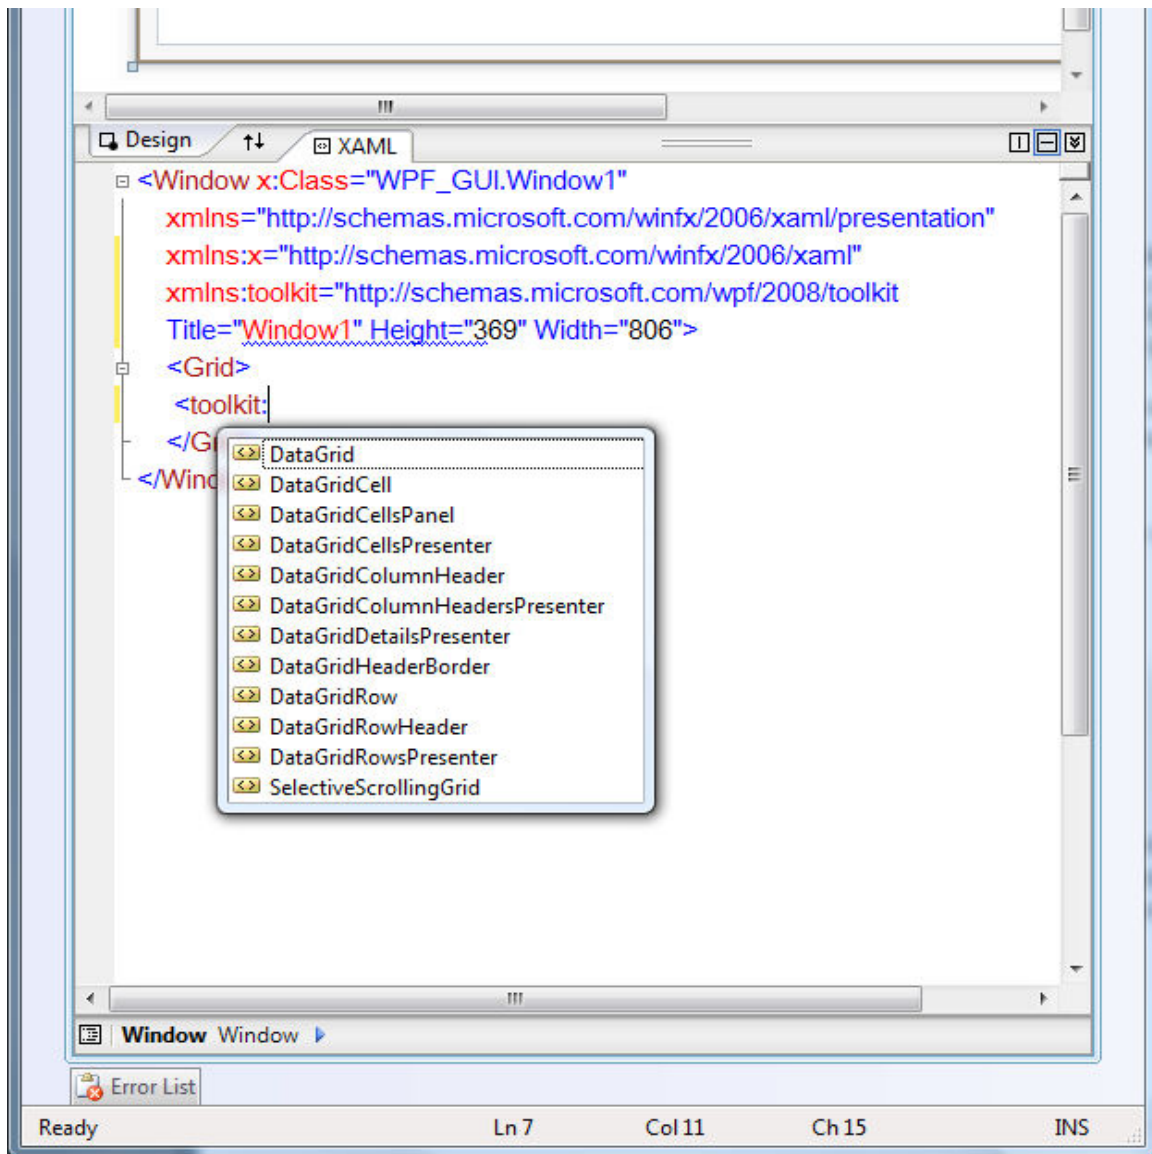 Design
XAML
<Window x:Class="WPF_GUI.Window1"
xmlns="http://schemas.microsoft.com/winfx/2006/xaml/presentation"
xmlns:x="http://schemas.microsoft.com/winfx/2006/xaml"
xmlns:toolkit="http://schemas.microsoft.com/wpf/2008/toolkit
Title="Window1" Height="369" Width="806">
<Grid>
<toolkit:
</G
</Wind
DataGrid
DataGridCell
DataGridCellsPanel
DataGridCellsPresenter
DataGridColumnHeader
DataGridColumnHeadersPresenter
DataGridDetailsPresenter
DataGridHeaderBorder
DataGridRow
DataGridRowHeader
DataGridRowsPresenter
SelectiveScrollingGrid
Window Window
Error List
Ready Ln 7 Col 11 Ch 15 INS